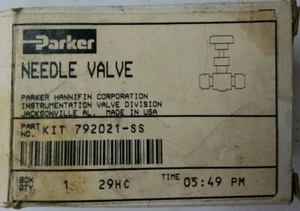 Parker
NEEDLE VALVE
PARKER HANNIFIN CORPORATION
INSTRUMENTATION VALVE DIVISION
JACKSONVILLE AL. MADE IN USA
PART NO. KIT 792021-SS
BOX QTY 1 29HC TIME 05:49 PM